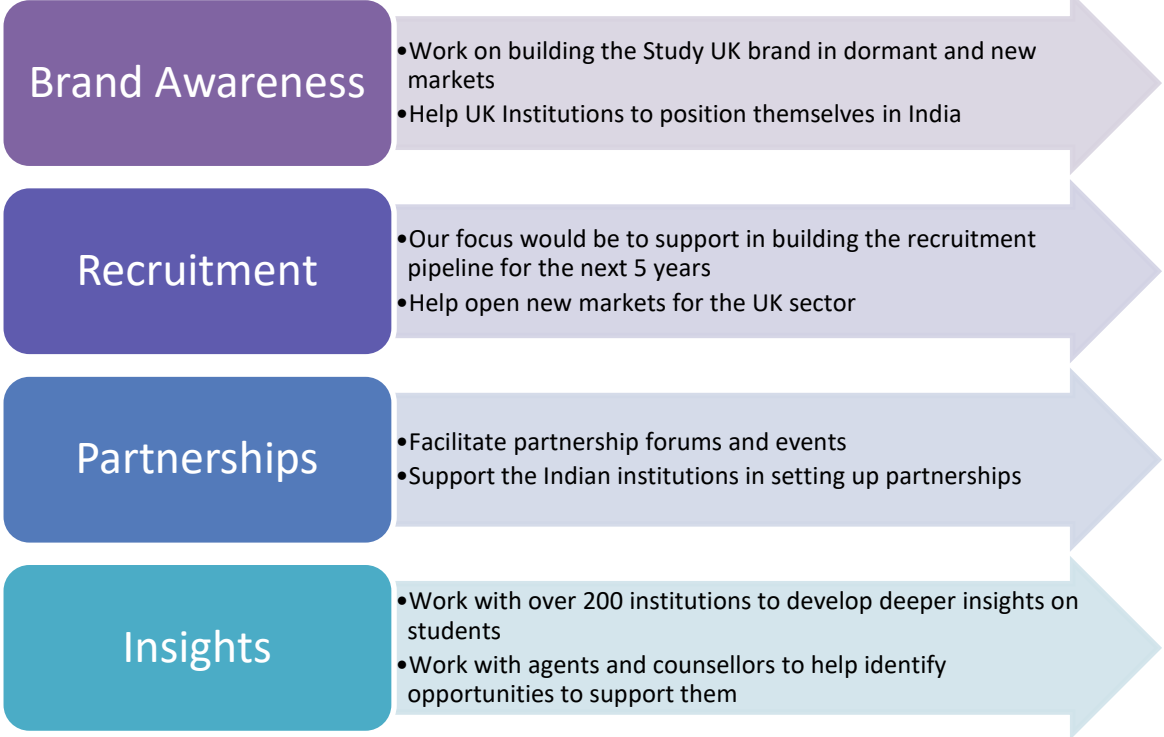 Brand Awareness
•Work on building the Study UK brand in dormant and new
markets
•Help UK Institutions to position themselves in India
Recruitment
•Our focus would be to support in building the recruitment
pipeline for the next 5 years
•Help open new markets for the UK sector
Partnerships
•Facilitate partnership forums and events
•Support the Indian institutions in setting up partnerships
Insights
•Work with over 200 institutions to develop deeper insights on
students
•Work with agents and counsellors to help identify
opportunities to support them